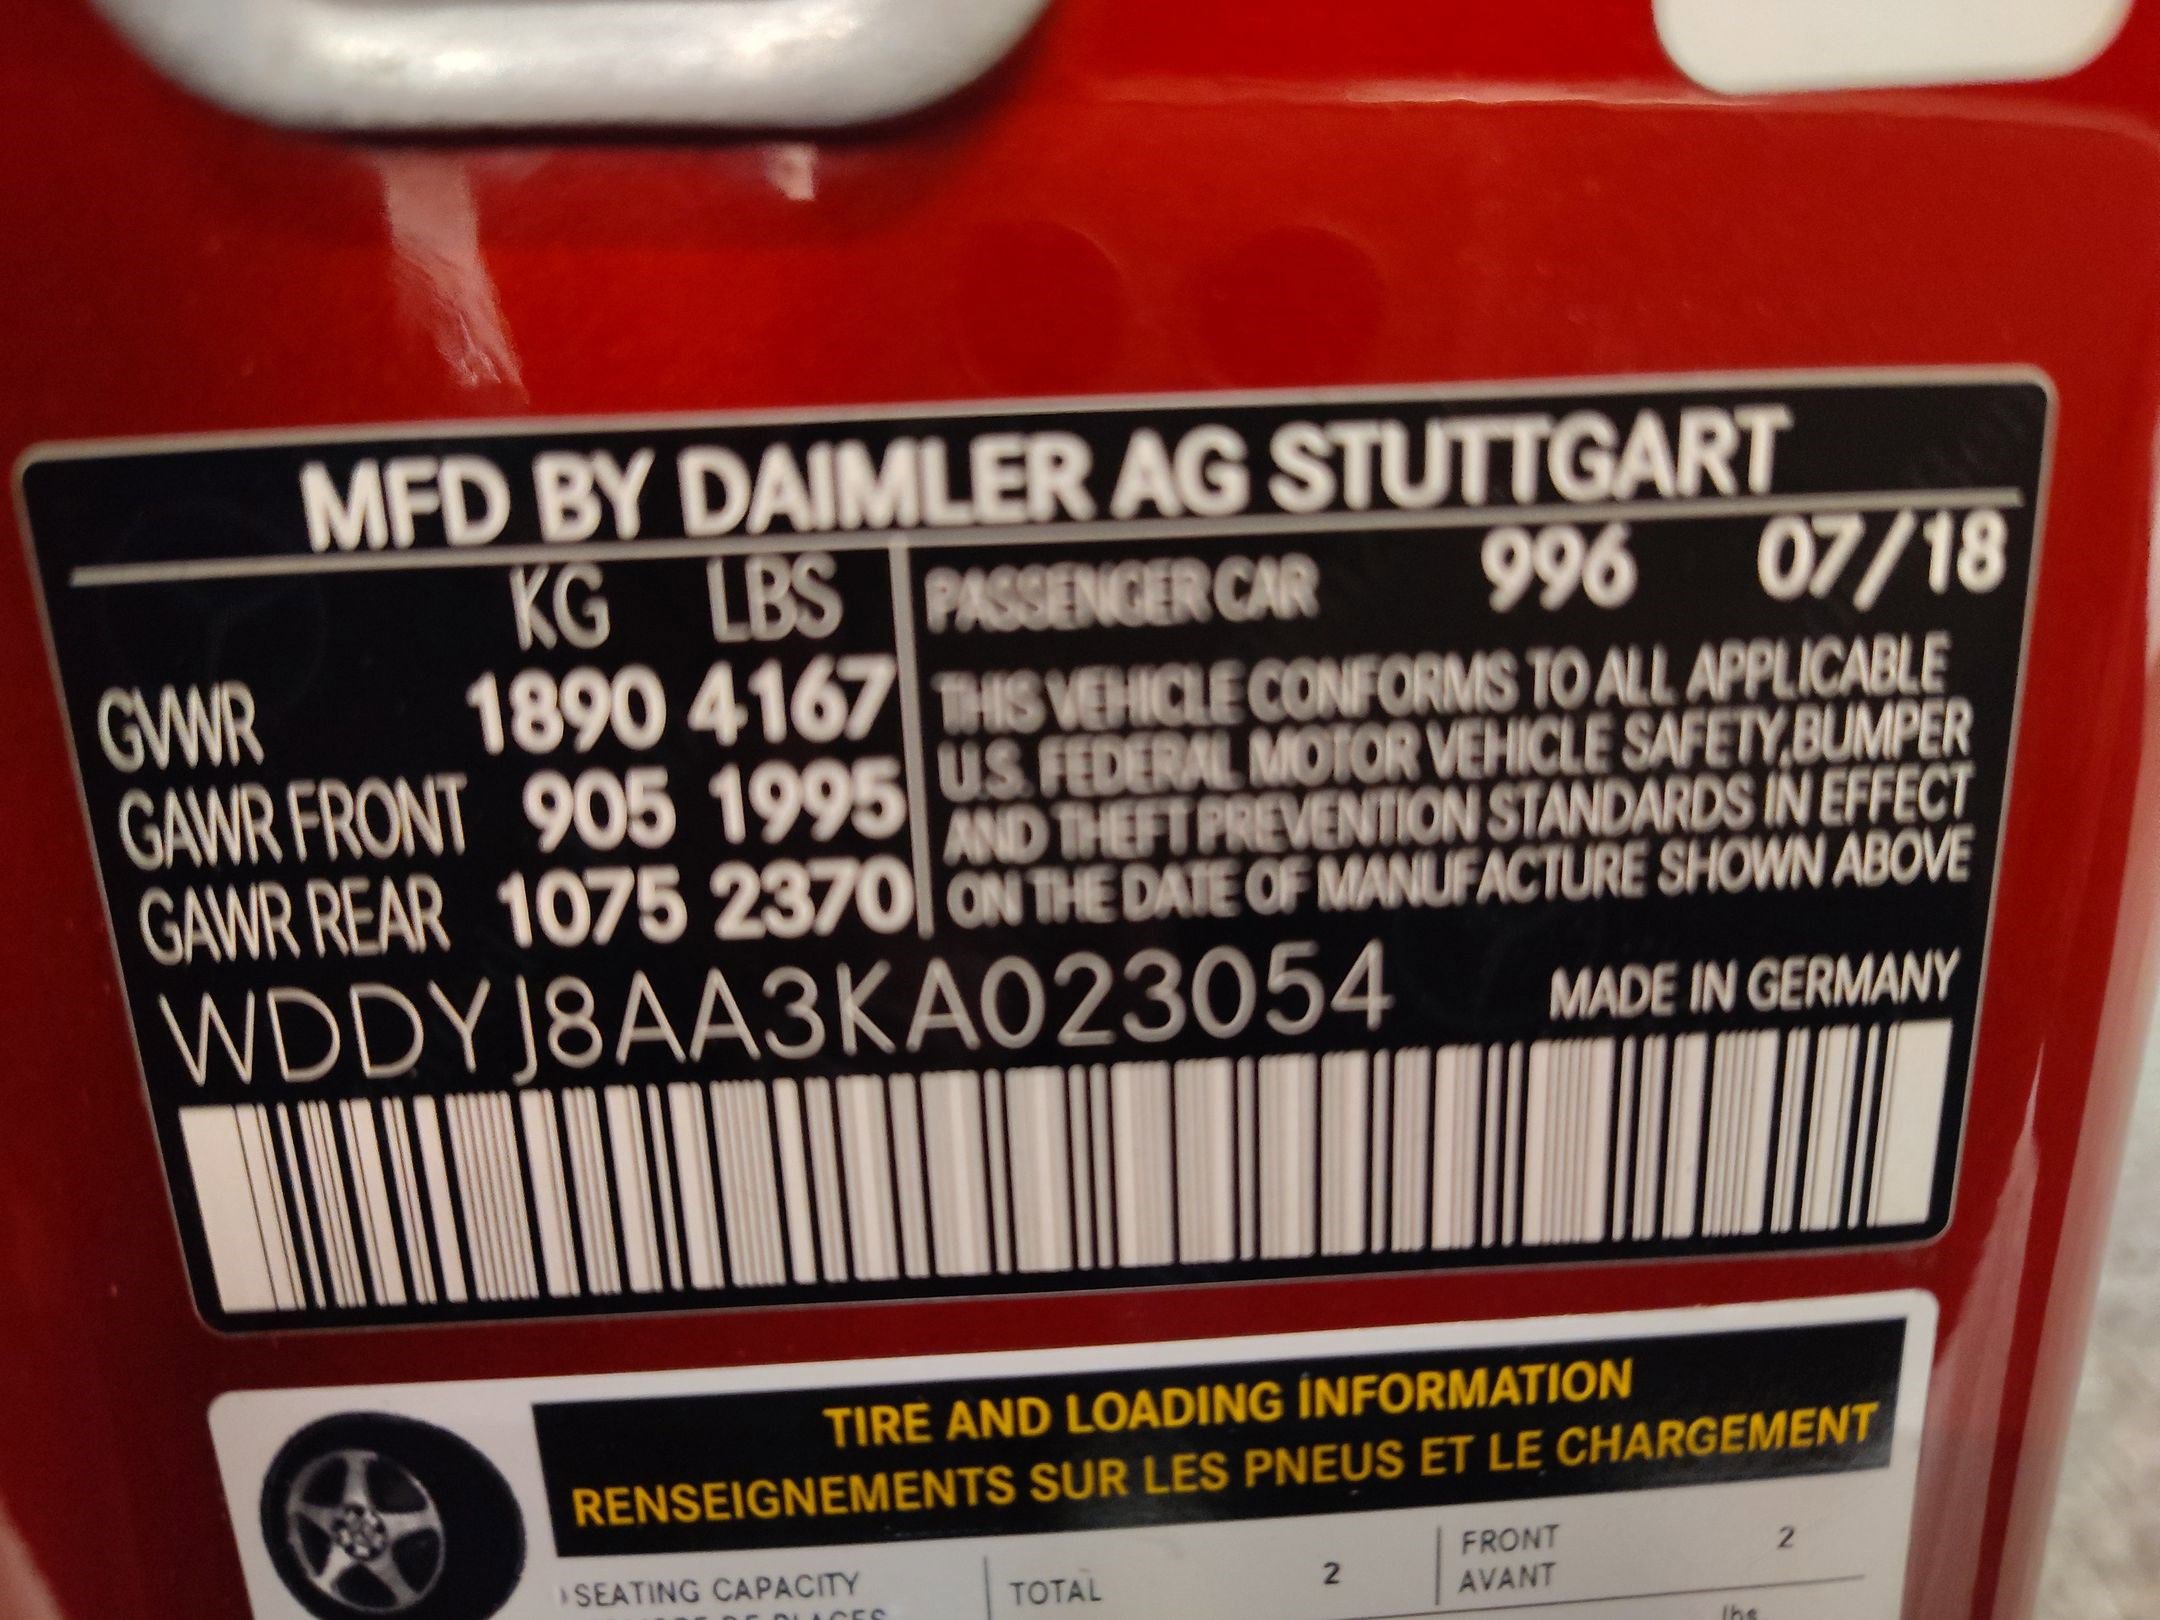 MFD BY DAIMLER AG STUTTGART
KG LBS
GVWR 1890 4167
GAWR FRONT 905 1995
GAWR REAR 1075 2370
PASSENGER CAR 996 07/18
THIS VEHICLE CONFORMS TO ALL APPLICABLE
U.S. FEDERAL MOTOR VEHICLE SAFETY,BUMPER
AND THEFT PREVENTION STANDARDS IN EFFECT
ON THE DATE OF MANUFACTURE SHOWN ABOVE
WDDYJ8AA3KA023054 MADE IN GERMANY
TIRE AND LOADING INFORMATION
RENSEIGNEMENTS SUR LES PNEUS ET LE CHARGEMENT
SEATING CAPACITY
TOTAL 2
FRONT 2
AVANT
lbs